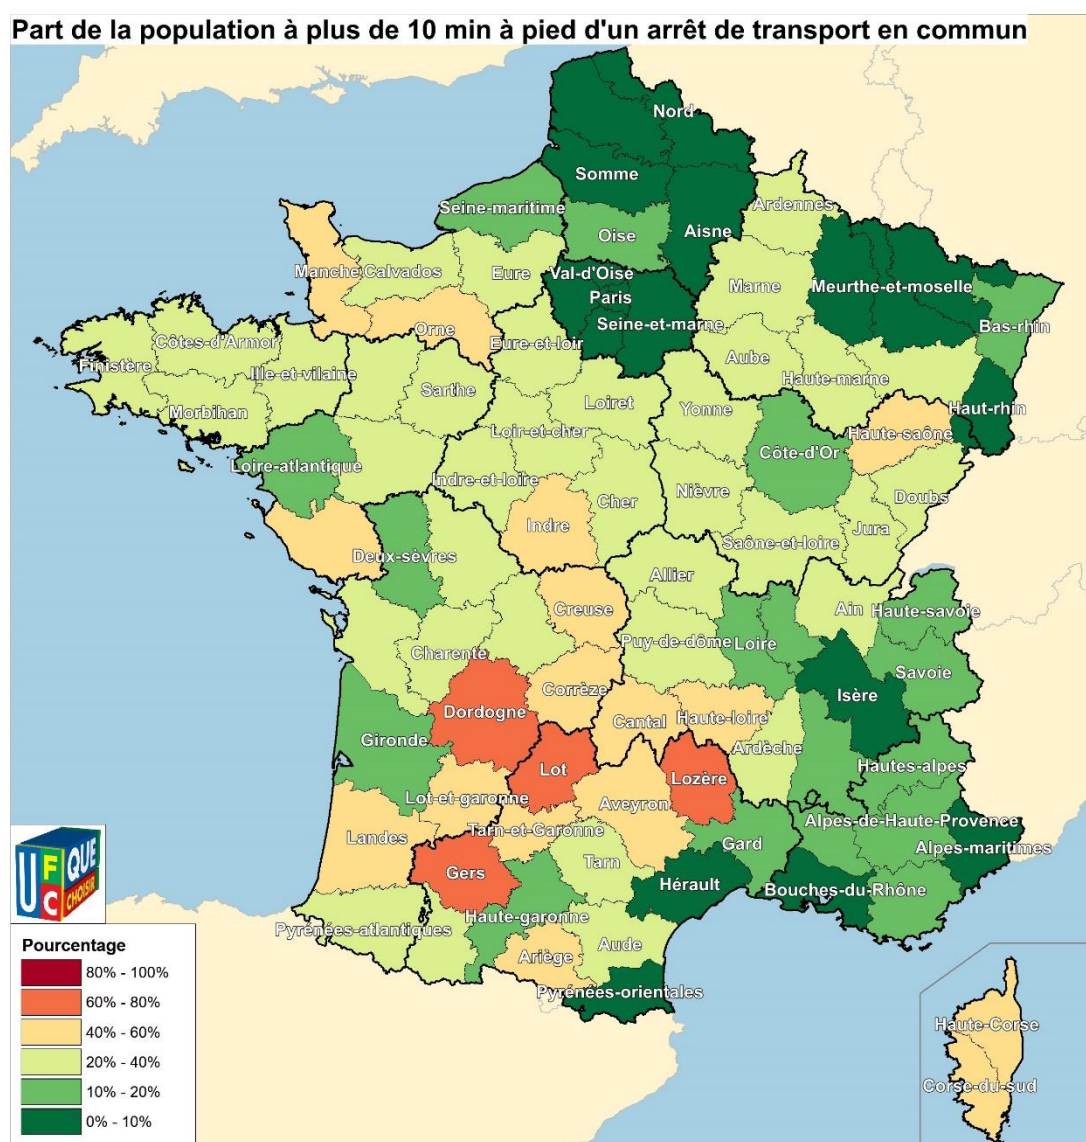 Part de la population à plus de 10 min à pied d'un arrêt de transport en commun
Nord
Somme
Ardennes
Seine-maritime
Oise
Aisne
Manche
Calvados
Eure
Val-d'Oise
Paris
Seine-et-marne
Marne
Meurthe-et-moselle
Bas-rhin
Orne
Eure-et-loir
Aube
Haute-marne
Côtes-d'Armor
Finistère
Ille-et-vilaine
Morbihan
Sarthe
Loiret
Yonne
Haut-rhin
Haute-saône
Loir-et-cher
Côte-d'Or
Loire-atlantique
Indre-et-loire
Cher
Nièvre
Doubs
Indre
Jura
Saône-et-loire
Deux-sèvres
Allier
Creuse
Ain
Haute-savoie
Puy-de-dôme
Loire
Charente
Savoie
Corrèze
Isère
Dordogne
Cantal
Haute-loire
Gironde
Ardèche
Hautes-alpes
Lot
Lozère
Lot-et-garonne
Aveyron
Landes
Tarn-et-Garonne
Alpes-de-Haute-Provence
Gard
Alpes-maritimes
Tarn
Gers
Hérault
Bouches-du-Rhône
Haute-garonne
Pyrénées-atlantiques
Aude
Ariège
Pyrénées-orientales
Haute-Corse
Corse-du-sud
UFC
QUE
CHOISIR
Pourcentage
80% - 100%
60% - 80%
40% - 60%
20% - 40%
10% - 20%
0% - 10%